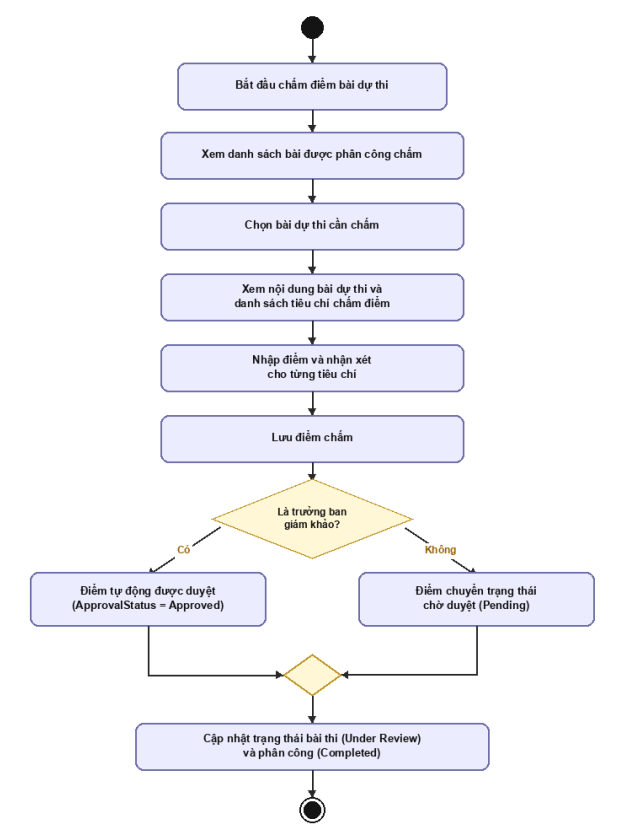 Bắt đầu chấm điểm bài dự thi
Xem danh sách bài được phân công chấm
Chọn bài dự thi cần chấm
Xem nội dung bài dự thi và
danh sách tiêu chí chấm điểm
Nhập điểm và nhận xét
cho từng tiêu chí
Lưu điểm chấm
Là trưởng ban
giám khảo?
Có
Không
Điểm tự động được duyệt
(ApprovalStatus = Approved)
Điểm chuyển trạng thái
chờ duyệt (Pending)
Cập nhật trạng thái bài thi (Under Review)
và phân công (Completed)